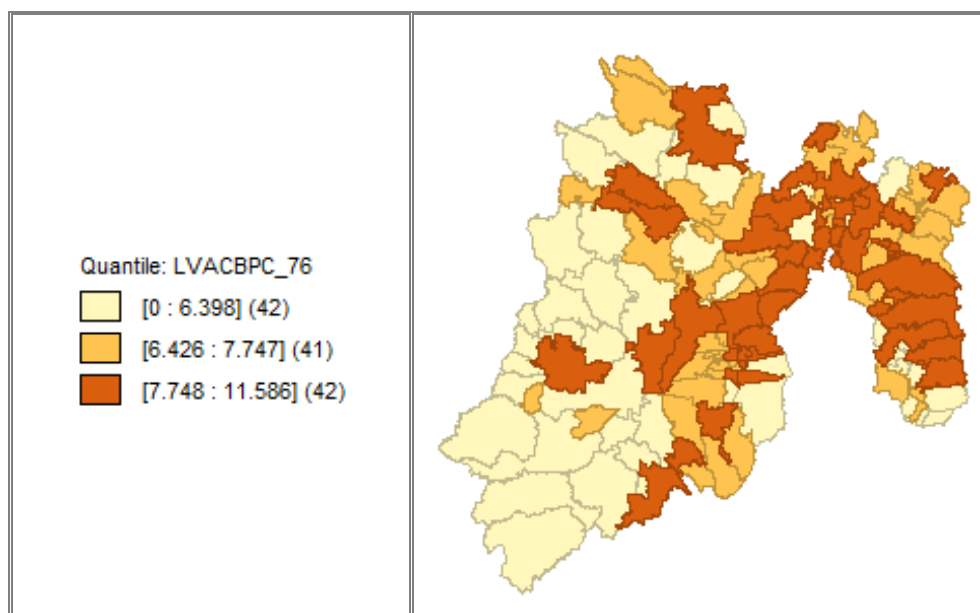 Quantile: LVACBPC_76
[0 : 6.398] (42)
[6.426 : 7.747] (41)
[7.748 : 11.586] (42)